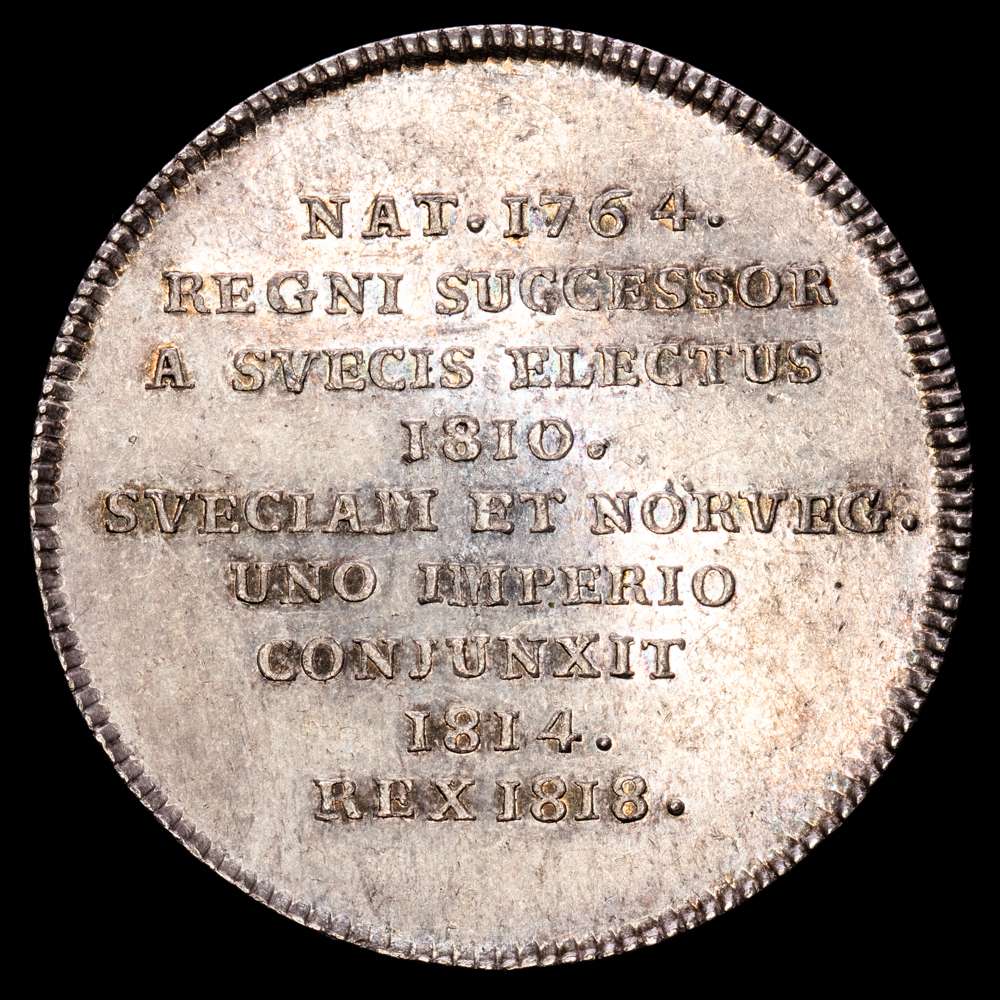 NAT. 1764.
REGNI SUCCESSOR
A SVECIS ELECTUS
1810.
SVECIAM ET NORVEG:
UNO IMPERIO
CONJUNXIT
1814.
REX 1818.